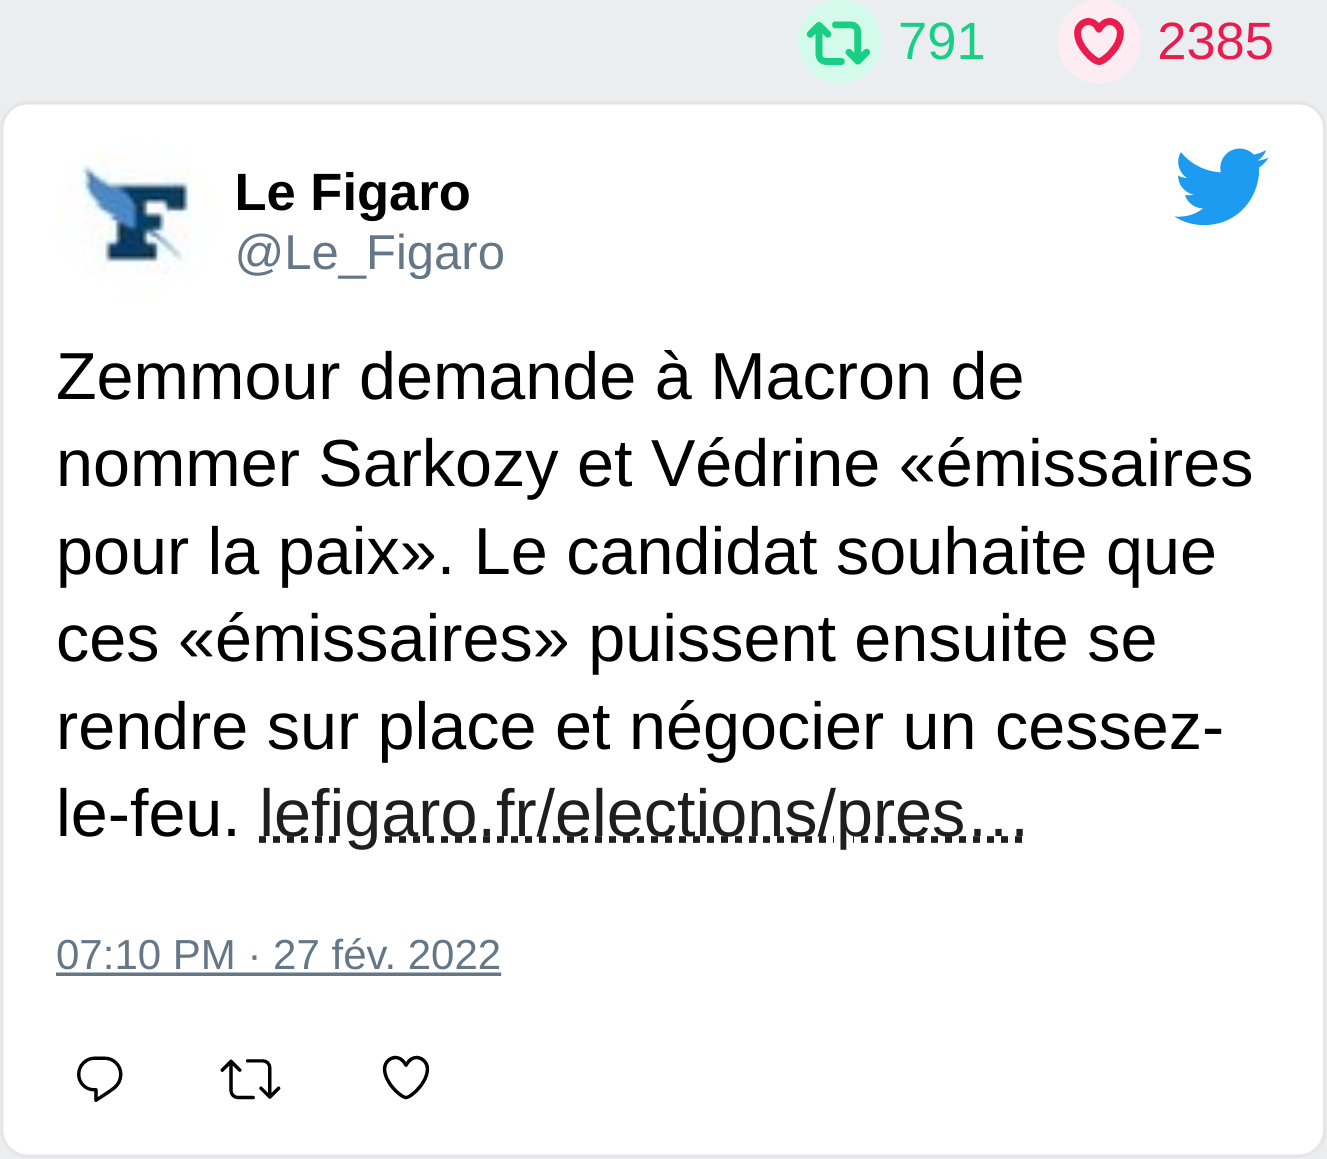 791 2385
Le Figaro
@Le_Figaro
Zemmour demande à Macron de
nommer Sarkozy et Védrine «émissaires
pour la paix». Le candidat souhaite que
ces «émissaires» puissent ensuite se
rendre sur place et négocier un cessez-
le-feu. lefigaro.fr/elections/pres...
07:10 PM · 27 fév. 2022